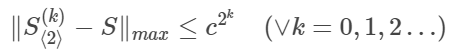 ‖S⟨2⟩^(k) − S‖max ≤ c^2^k (∨k = 0, 1, 2 …)